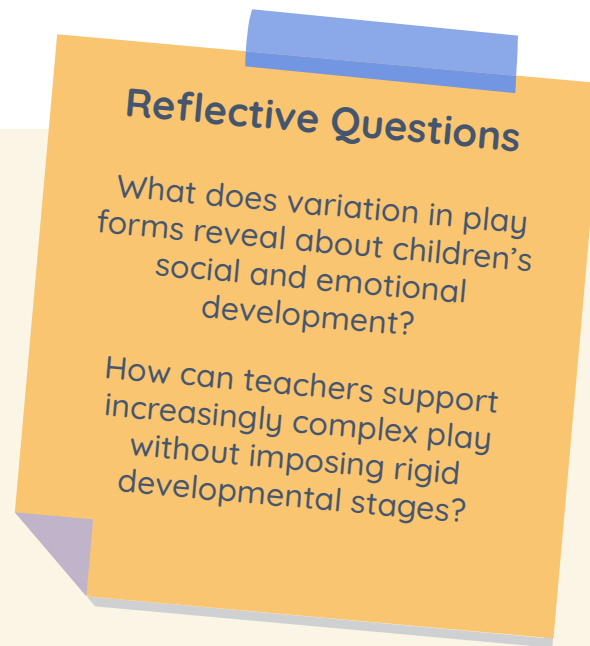 Reflective Questions
What does variation in play
forms reveal about children’s
social and emotional
development?
How can teachers support
increasingly complex play
without imposing rigid
developmental stages?